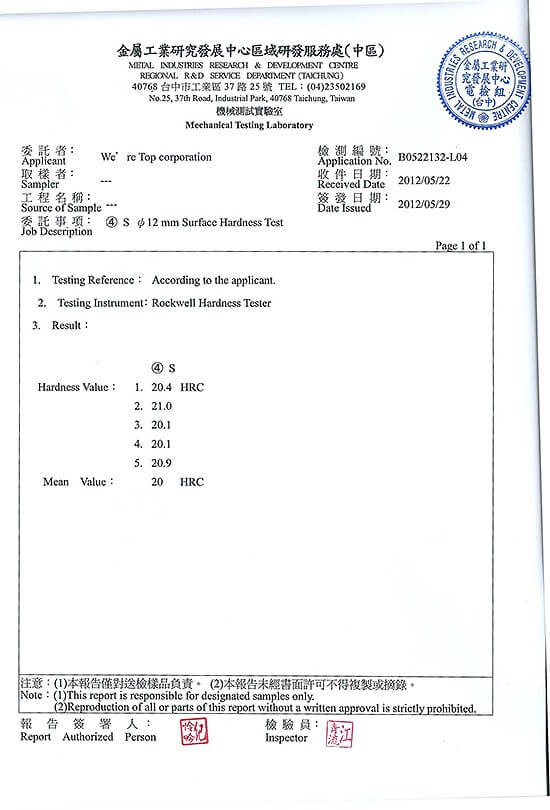 金屬工業研究發展中心區域研發服務處(中區)
METAL INDUSTRIES RESEARCH & DEVELOPMENT CENTRE
REGIONAL R&D SERVICE DEPARTMENT (TAICHUNG)
40768 台中市工業區 37 路 25 號 TEL：(04)23502169
No.25, 37th Road, Industrial Park, 40768 Taichung, Taiwan
機械測試實驗室
Mechanical Testing Laboratory
METAL INDUSTRIES RESEARCH & DEVELOPMENT CENTRE
金屬工業研
究發展中心
電檢組
(台中)
委託者：
Applicant We're Top corporation
檢測編號：
Application No. B0522132-L04
取樣者：
Sampler ---
收件日期：
Received Date 2012/05/22
工程名稱：
Source of Sample ---
簽發日期：
Date Issued 2012/05/29
委託事項：
Job Description ④ S φ12 mm Surface Hardness Test
Page 1 of 1
1. Testing Reference： According to the applicant.
2. Testing Instrument: Rockwell Hardness Tester
3. Result：
④ S
Hardness Value： 1. 20.4 HRC
2. 21.0
3. 20.1
4. 20.1
5. 20.9
Mean Value： 20 HRC
注意：(1)本報告僅對送檢樣品負責。 (2)本報告未經書面許可不得複製或摘錄。
Note：(1)This report is responsible for designated samples only.
(2)Reproduction of all or parts of this report without a written approval is strictly prohibited.
報告簽署人：
Report Authorized Person
檢驗員：
Inspector